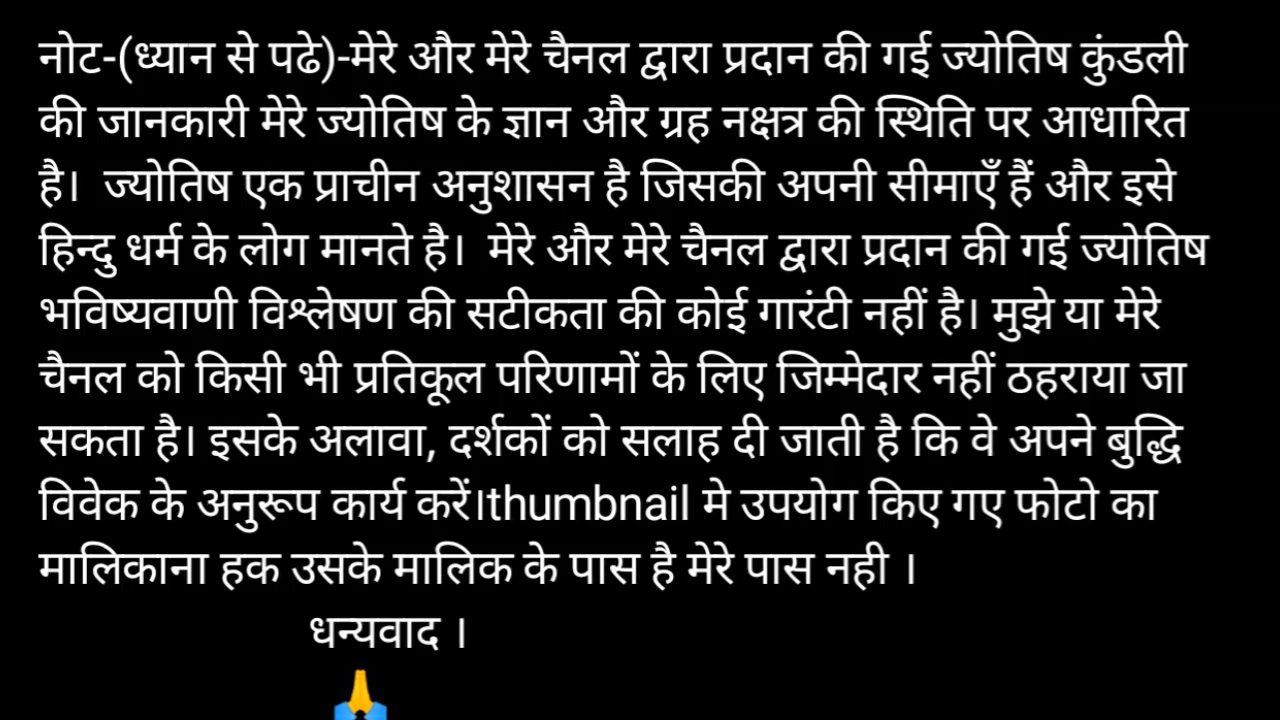 नोट-(ध्यान से पढे)-मेरे और मेरे चैनल द्वारा प्रदान की गई ज्योतिष कुंडली
की जानकारी मेरे ज्योतिष के ज्ञान और ग्रह नक्षत्र की स्थिति पर आधारित
है। ज्योतिष एक प्राचीन अनुशासन है जिसकी अपनी सीमाएँ हैं और इसे
हिन्दु धर्म के लोग मानते है। मेरे और मेरे चैनल द्वारा प्रदान की गई ज्योतिष
भविष्यवाणी विश्लेषण की सटीकता की कोई गारंटी नहीं है। मुझे या मेरे
चैनल को किसी भी प्रतिकूल परिणामों के लिए जिम्मेदार नहीं ठहराया जा
सकता है। इसके अलावा, दर्शकों को सलाह दी जाती है कि वे अपने बुद्धि
विवेक के अनुरूप कार्य करें।thumbnail मे उपयोग किए गए फोटो का
मालिकाना हक उसके मालिक के पास है मेरे पास नही ।
धन्यवाद ।